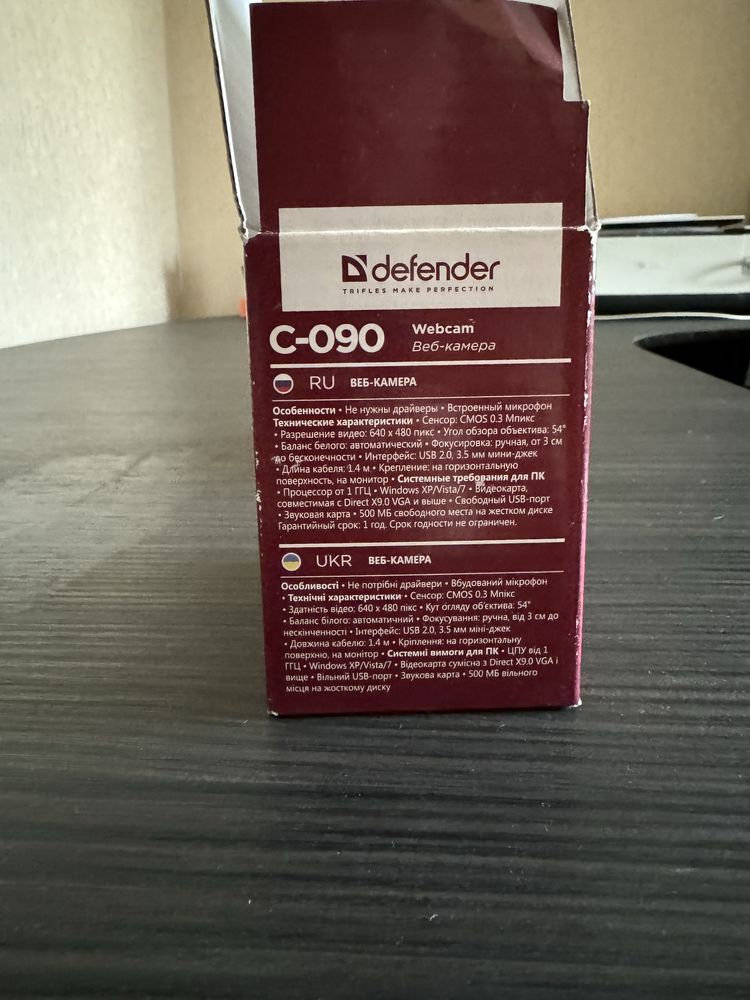 defender
TRIFLES MAKE PERFECTION
C-090
Webcam
Веб-камера
RU ВЕБ-КАМЕРА
Особенности • Не нужны драйверы • Встроенный микрофон
Технические характеристики • Сенсор: CMOS 0.3 Мпикс
• Разрешение видео: 640 x 480 пикс • Угол обзора объектива: 54°
• Баланс белого: автоматический • Фокусировка: ручная, от 3 см
до бесконечности • Интерфейс: USB 2.0, 3.5 мм мини-джек
• Длина кабеля: 1.4 м • Крепление: на горизонтальную
поверхность, на монитор • Системные требования для ПК
• Процессор от 1 ГГЦ • Windows XP/Vista/7 • Видеокарта,
совместимая с Direct X9.0 VGA и выше • Свободный USB-порт
• Звуковая карта • 500 МБ свободного места на жестком диске
Гарантийный срок: 1 год. Срок годности не ограничен.
UKR ВЕБ-КАМЕРА
Особливості • Не потрібні драйвери • Вбудований мікрофон
• Технічні характеристики • Сенсор: CMOS 0.3 Мпікс
• Здатність відео: 640 x 480 пікс • Кут огляду об'єктива: 54°
• Баланс білого: автоматичний • Фокусування: ручна, від 3 см до
нескінченності • Інтерфейс: USB 2.0, 3.5 мм міні-джек
• Довжина кабелю: 1.4 м • Кріплення: на горизонтальну
поверхню, на монитор • Системні вимоги для ПК • ЦПУ від 1
ГГЦ • Windows XP/Vista/7 • Відеокарта сумісна з Direct X9.0 VGA і
вище • Вільний USB-порт • Звукова карта • 500 МБ вільного
місця на жосткому диску